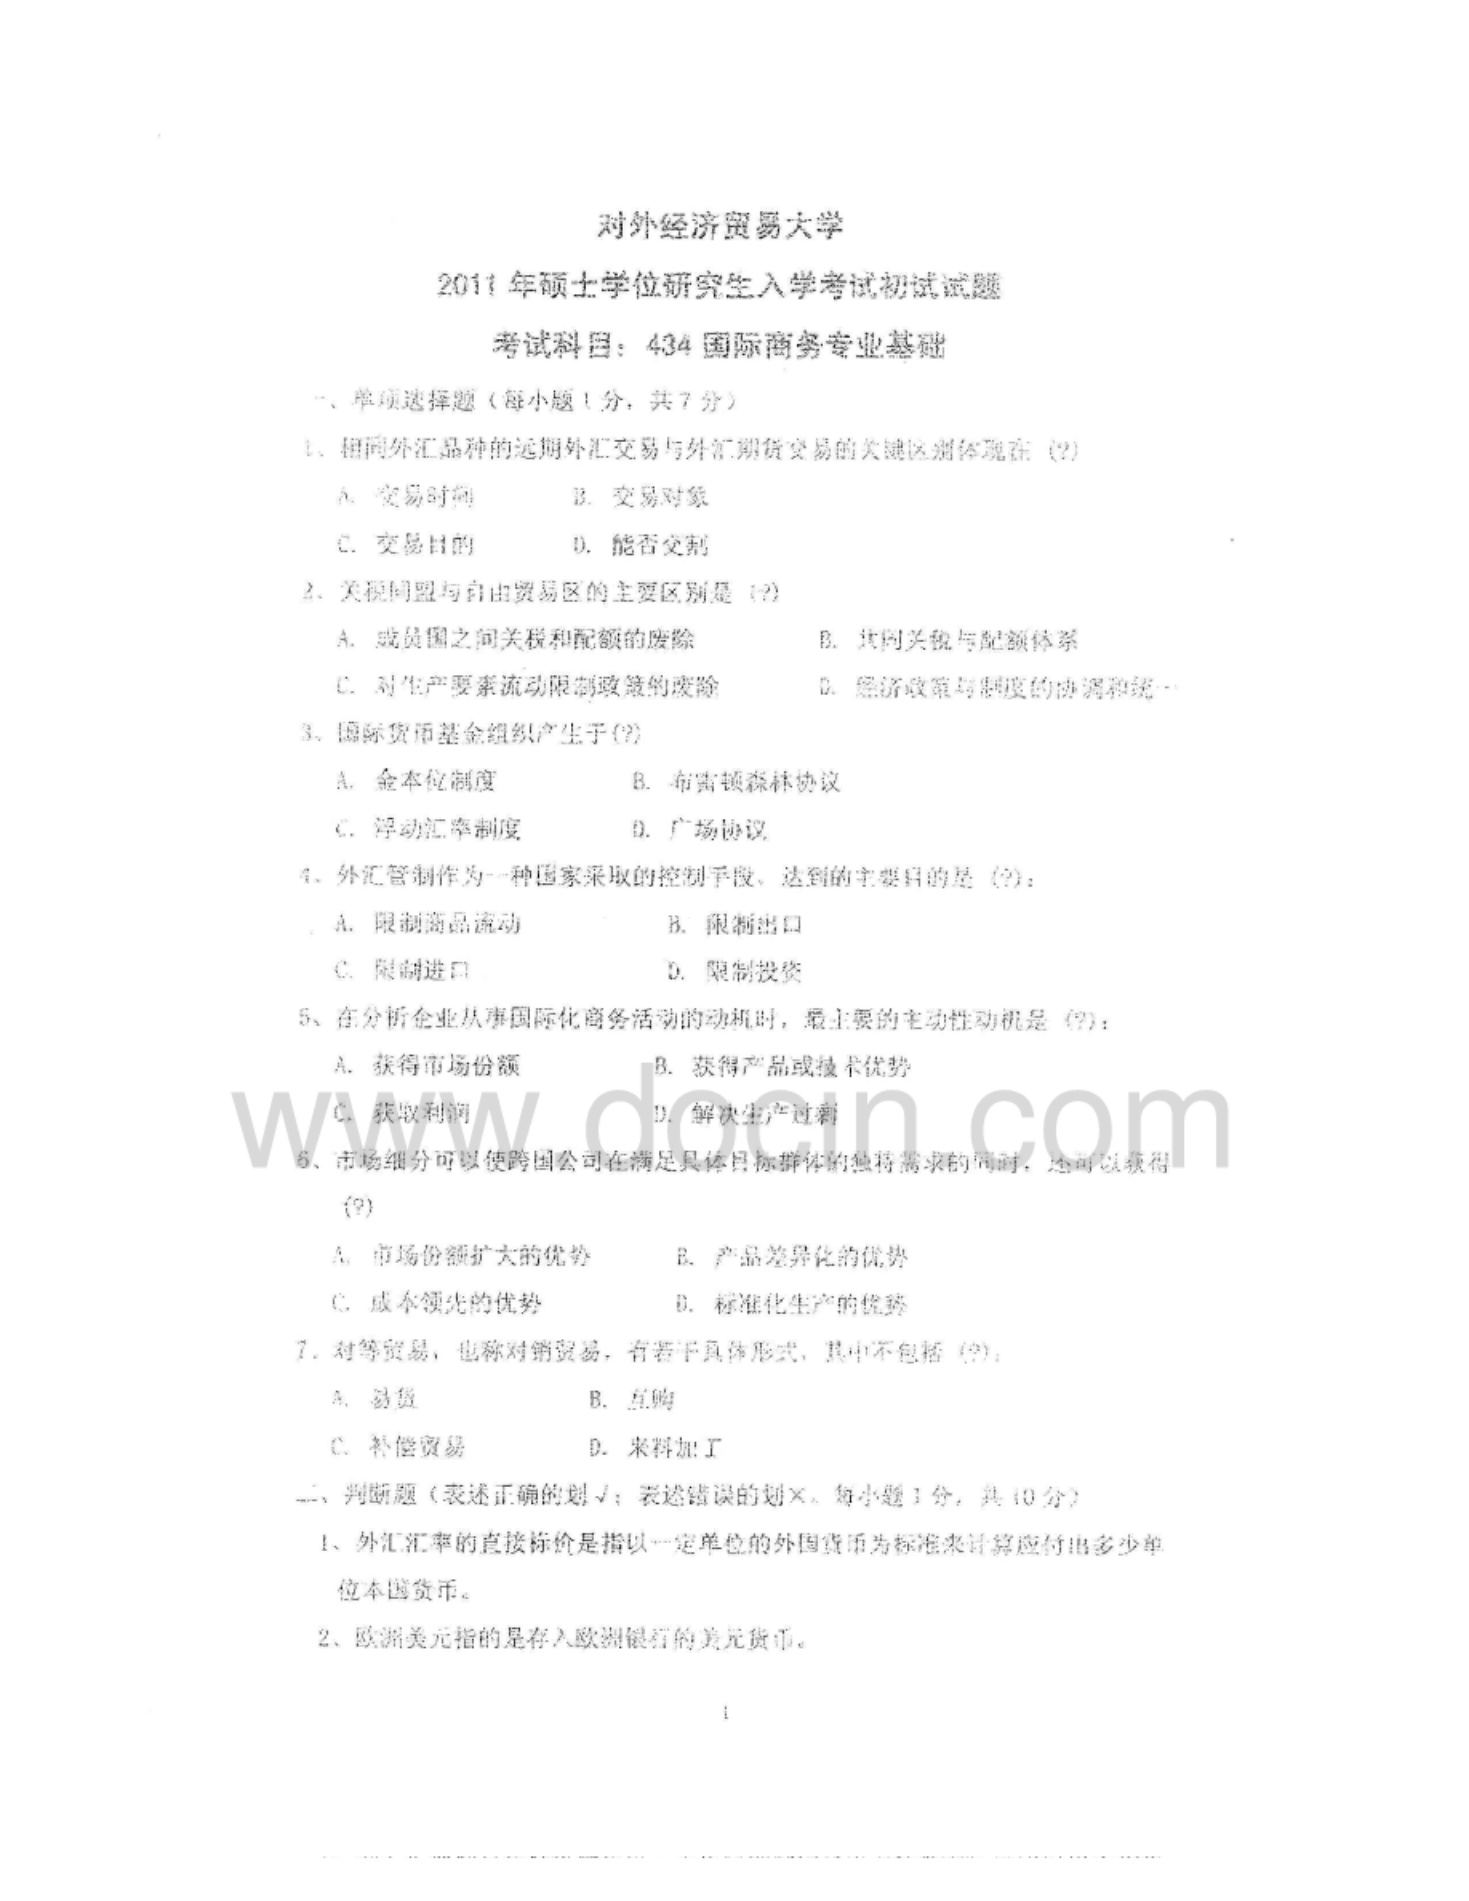 对外经济贸易大学
2011 年硕士学位研究生入学考试初试试题
考试科目：434 国际商务专业基础
一、单项选择题（每小题 1 分，共 7 分）
1、相同外汇品种的远期外汇交易与外汇期货交易的关键区别体现在 (?)
A. 交易时间 B. 交易对象
C. 交易目的 D. 能否交割
2、关税同盟与自由贸易区的主要区别是 (?)
A. 成员国之间关税和配额的废除 B. 共同关税与配额体系
C. 对生产要素流动限制政策的废除 D. 经济政策与制度的协调和统一
3、国际货币基金组织产生于(?)
A. 金本位制度 B. 布雷顿森林协议
C. 浮动汇率制度 D. 广场协议
4、外汇管制作为一种国家采取的控制手段、达到的主要目的是 (?)：
A. 限制商品流动 B. 限制出口
C. 限制进口 D. 限制投资
5、在分析企业从事国际化商务活动的动机时，最主要的主动性动机是 (?)：
A. 获得市场份额 B. 获得产品或技术优势
C. 获取利润 D. 解决生产过剩
www.docin.com
6、市场细分可以使跨国公司在满足具体目标群体的独特需求的同时，还可以获得
(?)
A. 市场份额扩大的优势 B. 产品差异化的优势
C. 成本领先的优势 D. 标准化生产的优势
7. 对等贸易，也称对销贸易，有若干具体形式，其中不包括 (?)：
A. 易货 B. 互购
C. 补偿贸易 D. 来料加工
二、判断题（表述正确的划√；表述错误的划×。每小题 1 分，共 10 分）
1、外汇汇率的直接标价是指以一定单位的外国货币为标准来计算应付出多少单
位本国货币。
2、欧洲美元指的是存入欧洲银行的美元货币。
1